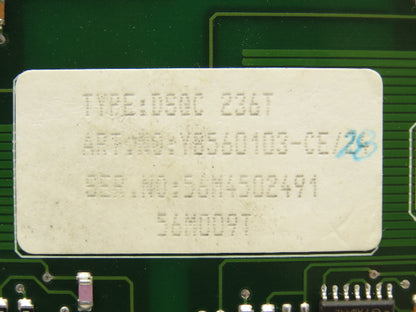 TYPE:DSQC 236T
ART.NO:YB560103-CE/28
SER.NO:56M4502491
56M009T